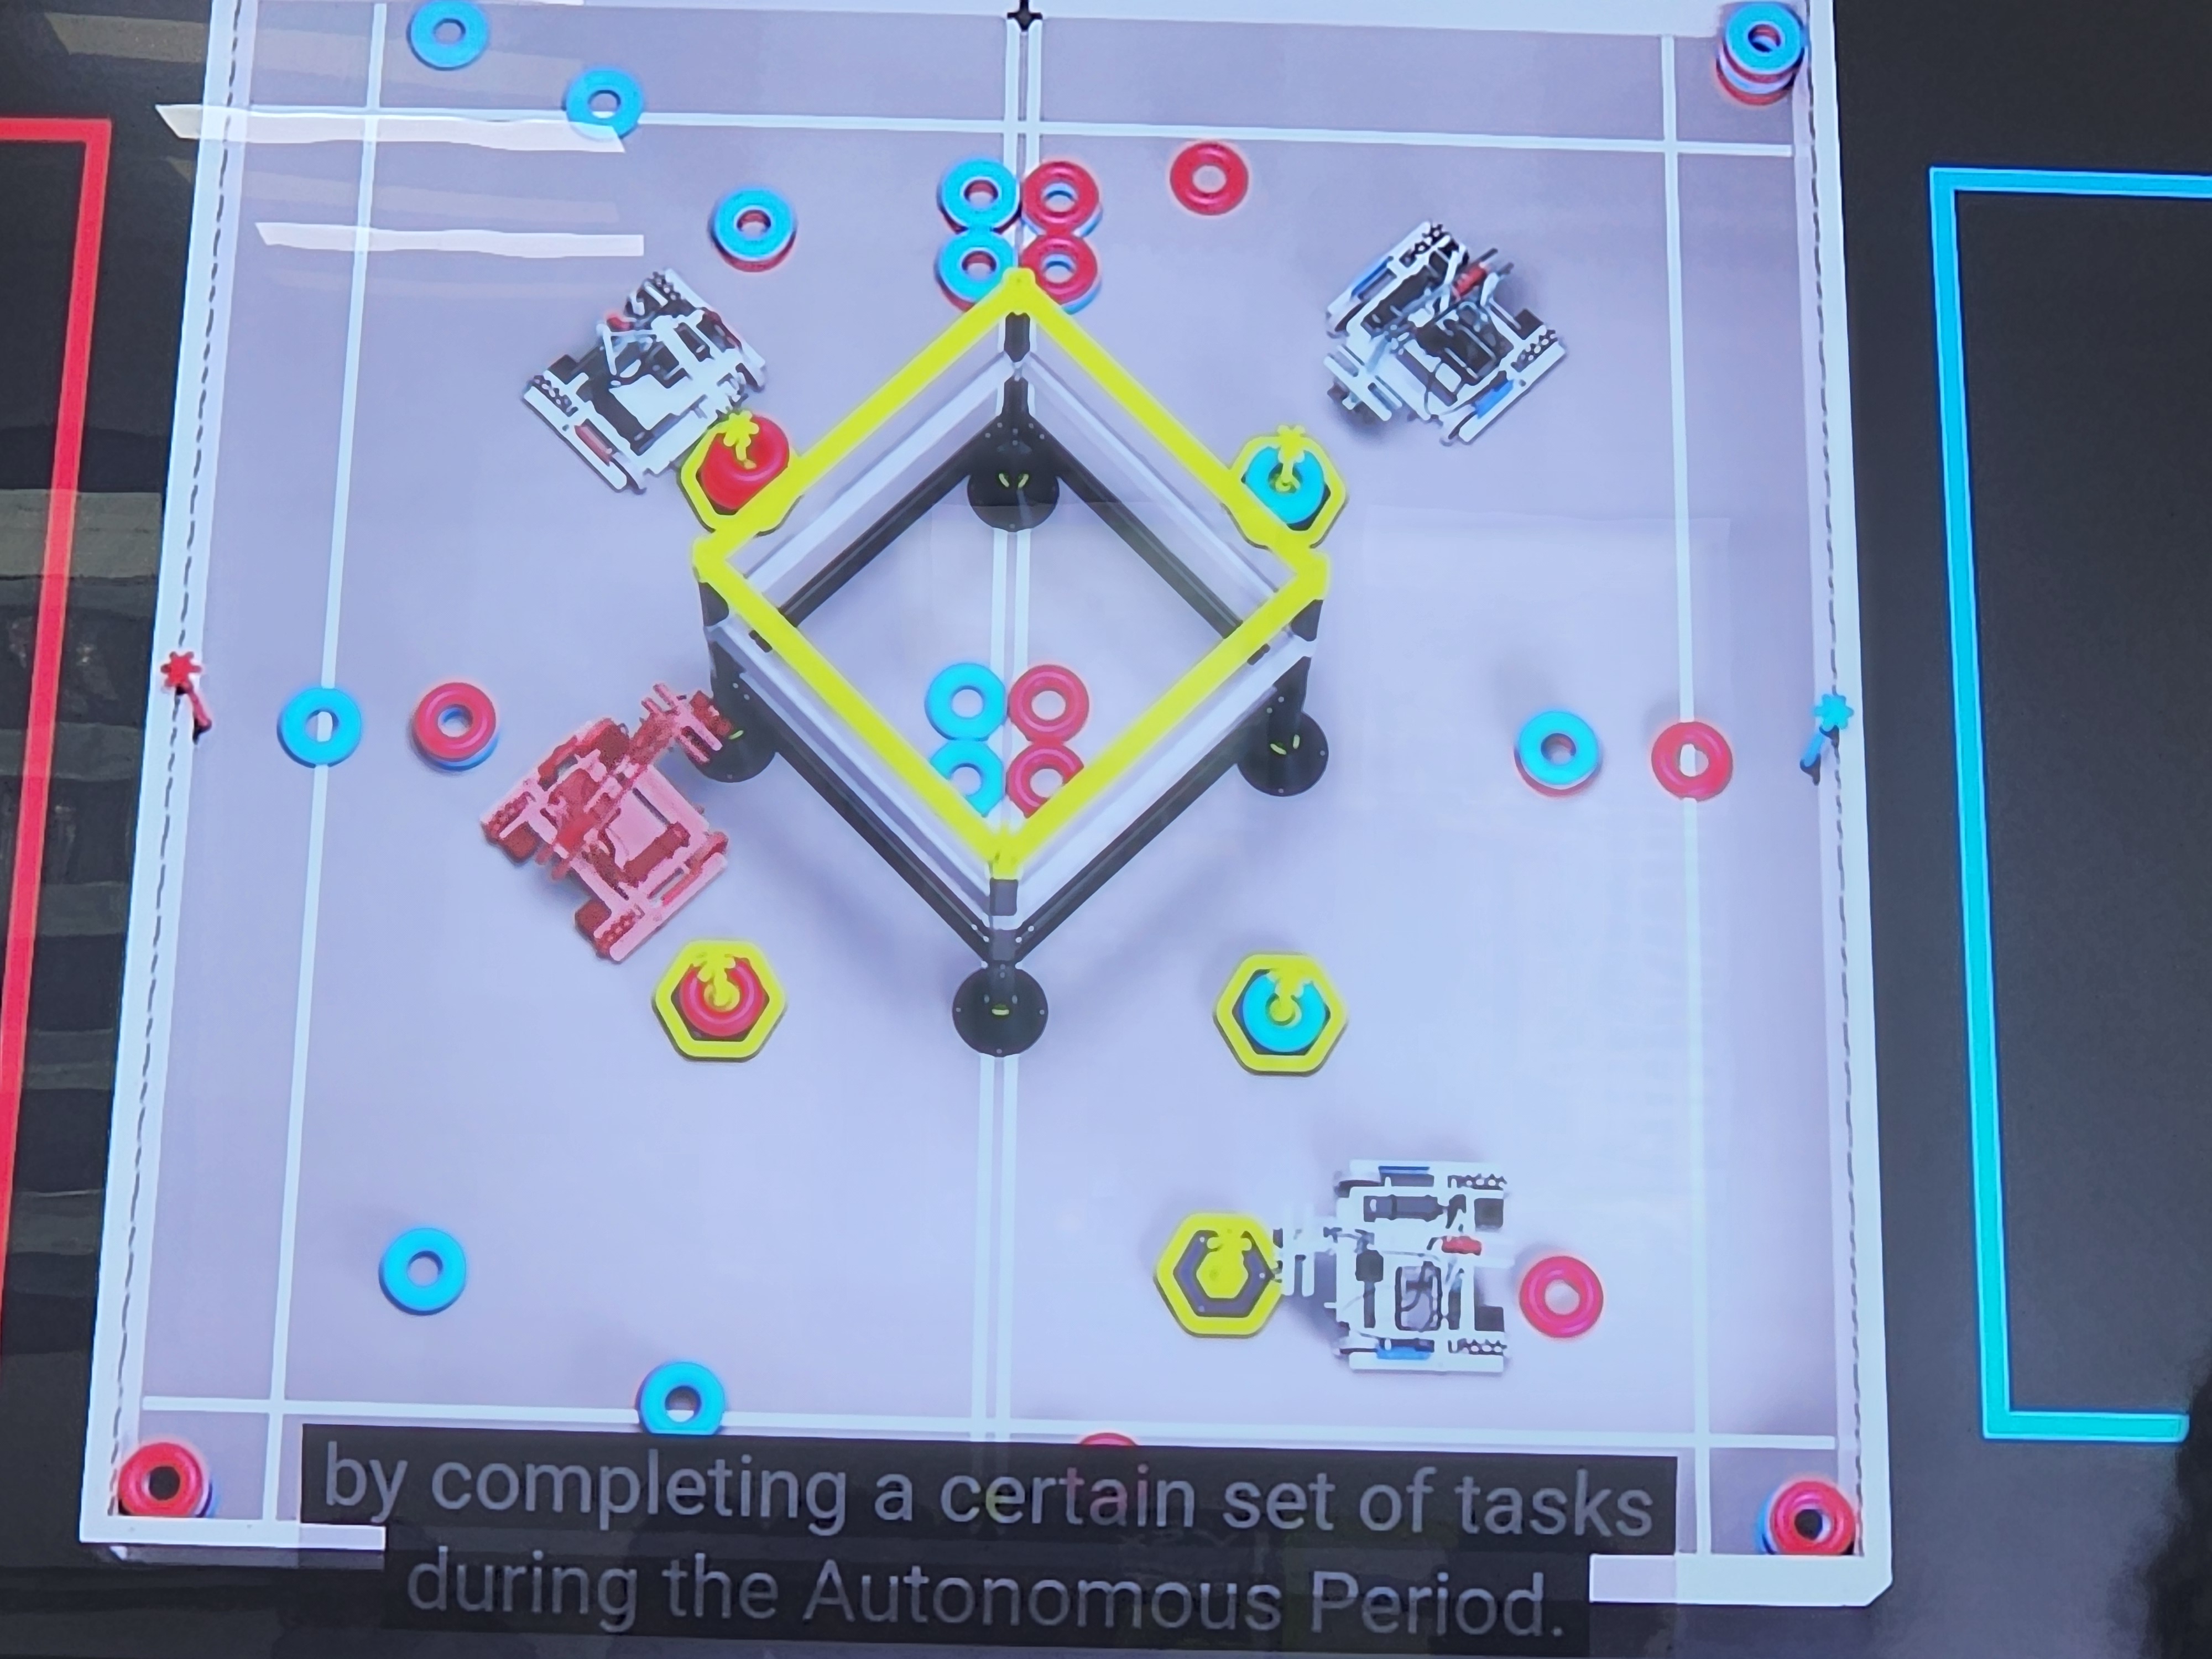 by completing a certain set of tasks
during the Autonomous Period.